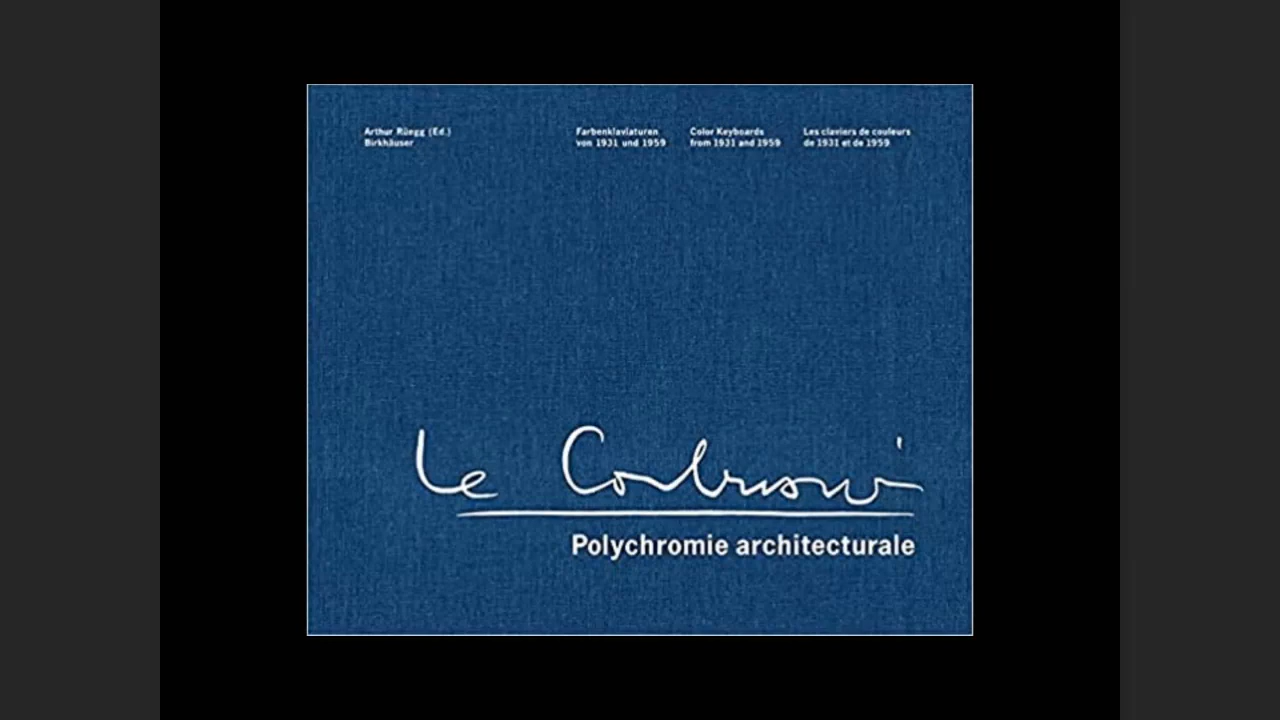 Arthur Rüegg (Ed.)
Birkhäuser
Farbenklaviaturen
von 1931 und 1959
Color Keyboards
from 1931 and 1959
Les claviers de couleurs
de 1931 et de 1959
Le Corbusier
Polychromie architecturale